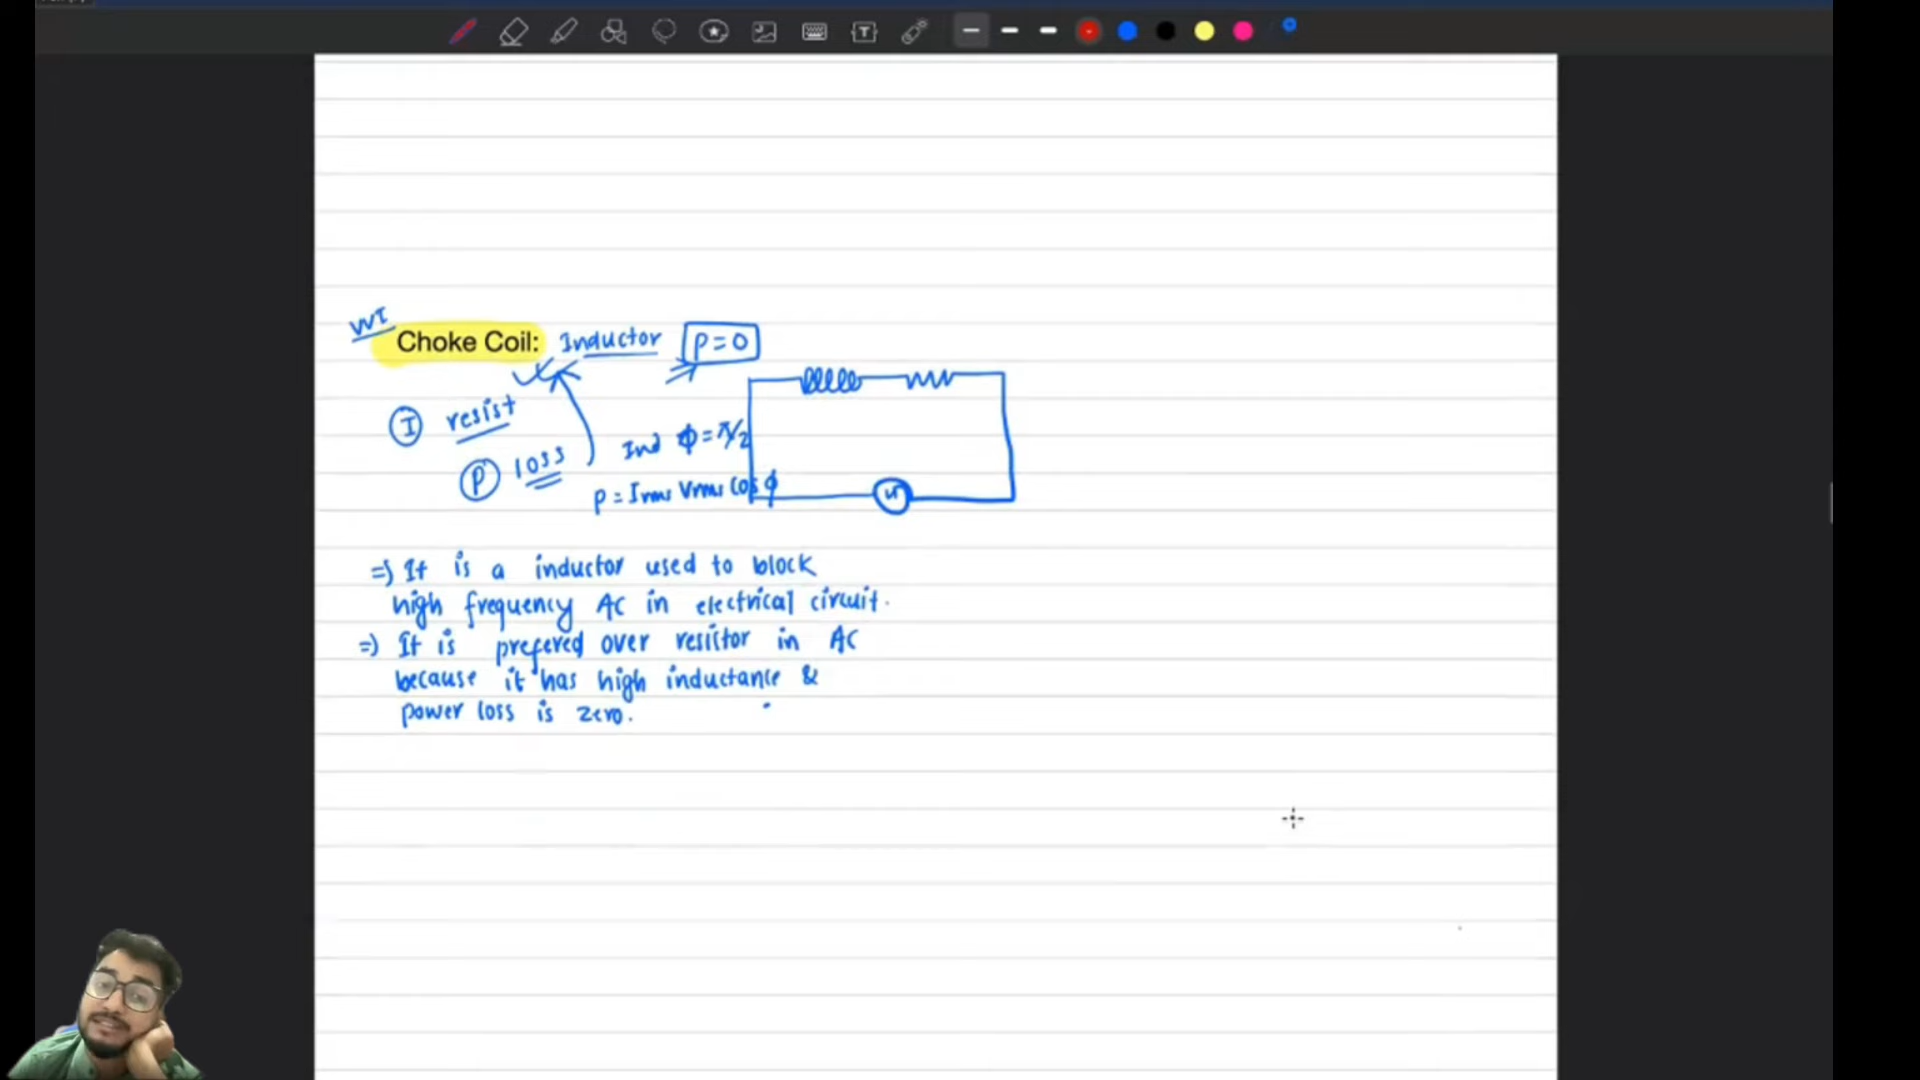 Choke Coil: Inductor P = 0
I resist
P loss
Ind ϕ = π/2
P = Irms Vrms Cos ϕ
=) It is a inductor used to block
high frequency AC in electrical circuit.
=) It is prefered over resistor in AC
because it has high inductance &
power loss is zero.